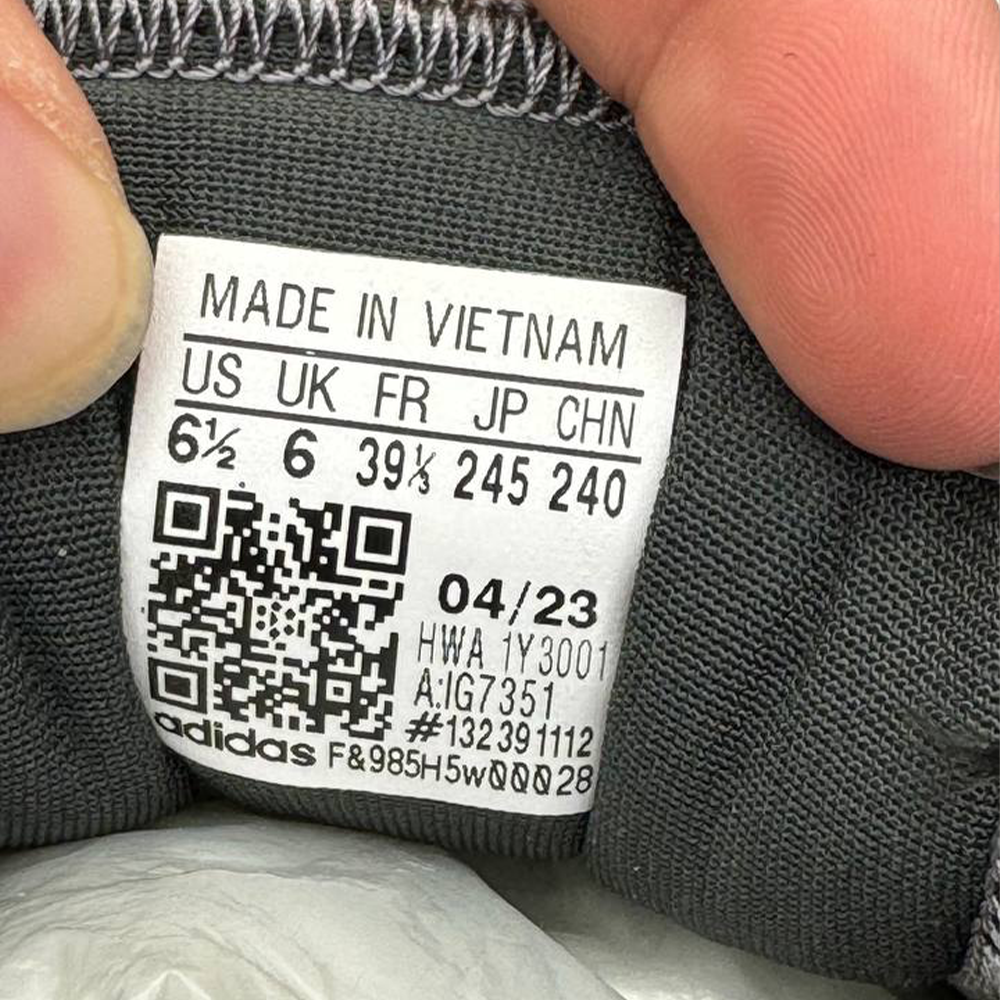 MADE IN VIETNAM
US UK FR JP CHN
6½ 6 39⅓ 245 240
04/23
HWA 1Y3001
A:IG7351
#132391112
adidas F&985H5w00028